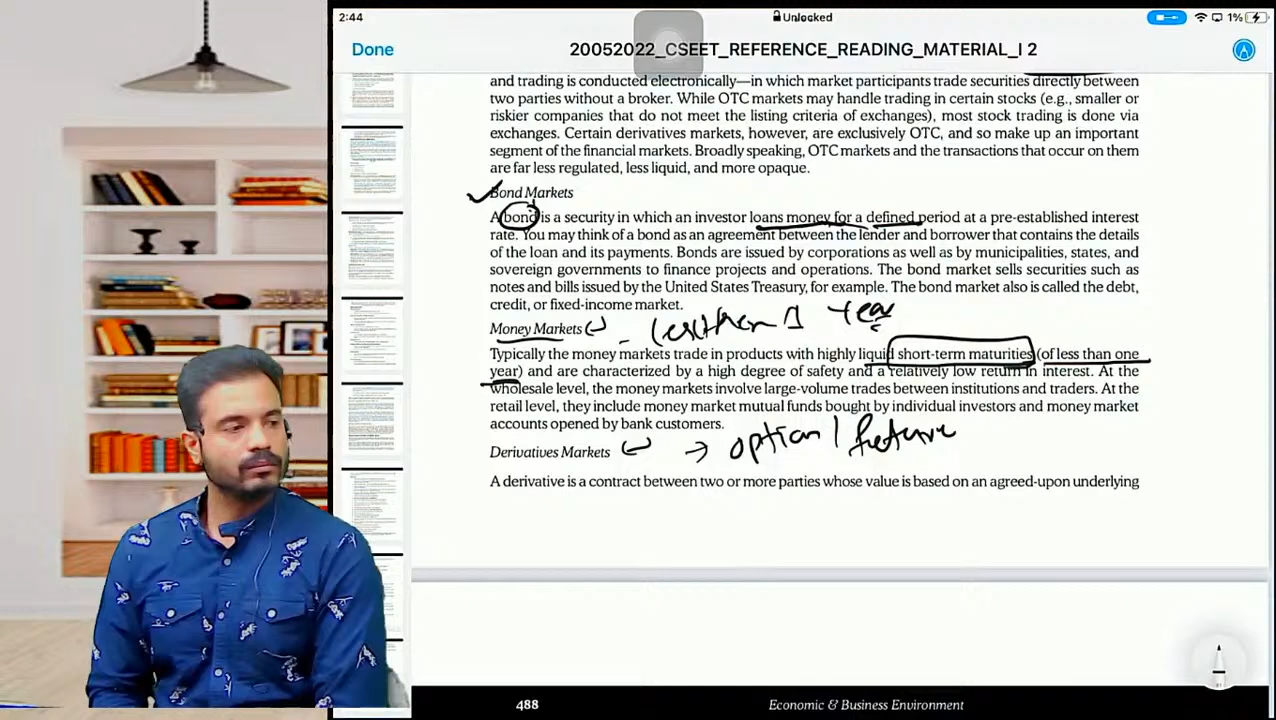 2:44
Unlocked
1%
Done
20052022_CSEET_REFERENCE_READING_MATERIAL_I 2
and trading is conducted electronically—in which market participants trade securities directly between
two parties without a broker. While OTC markets may handle trading in certain stocks (e.g., smaller or
riskier companies that do not meet the listing criteria of exchanges), most stock trading is done via
exchanges. Certain derivatives markets, however, are exclusively OTC, and so make up an important
segment of the financial markets. Broadly speaking, OTC markets and the transactions that occur on them
are far less regulated, less liquid, and more opaque.
Bond Markets
A bond is a security in which an investor loans money for a defined period at a pre-established interest
rate. You may think of a bond as an agreement between the lender and borrower that contains the details
of the loan and its payments. Bonds are issued by corporations as well as by municipalities, states, and
sovereign governments to finance projects and operations. The bond market sells securities such as
notes and bills issued by the United States Treasury, for example. The bond market also is called the debt,
credit, or fixed-income market.
Money Markets
Typically the money markets trade in products with highly liquid short-term maturities (of less than one
year) and are characterized by a high degree of safety and a relatively low return in interest. At the
wholesale level, the money markets involve large-volume trades between institutions and traders. At the
retail level, they include money market mutual funds bought by individual investors and money market
accounts opened by bank customers.
Derivatives Markets → option future
A derivative is a contract between two or more parties whose value is based on an agreed-upon underlying
488 Economic & Business Environment